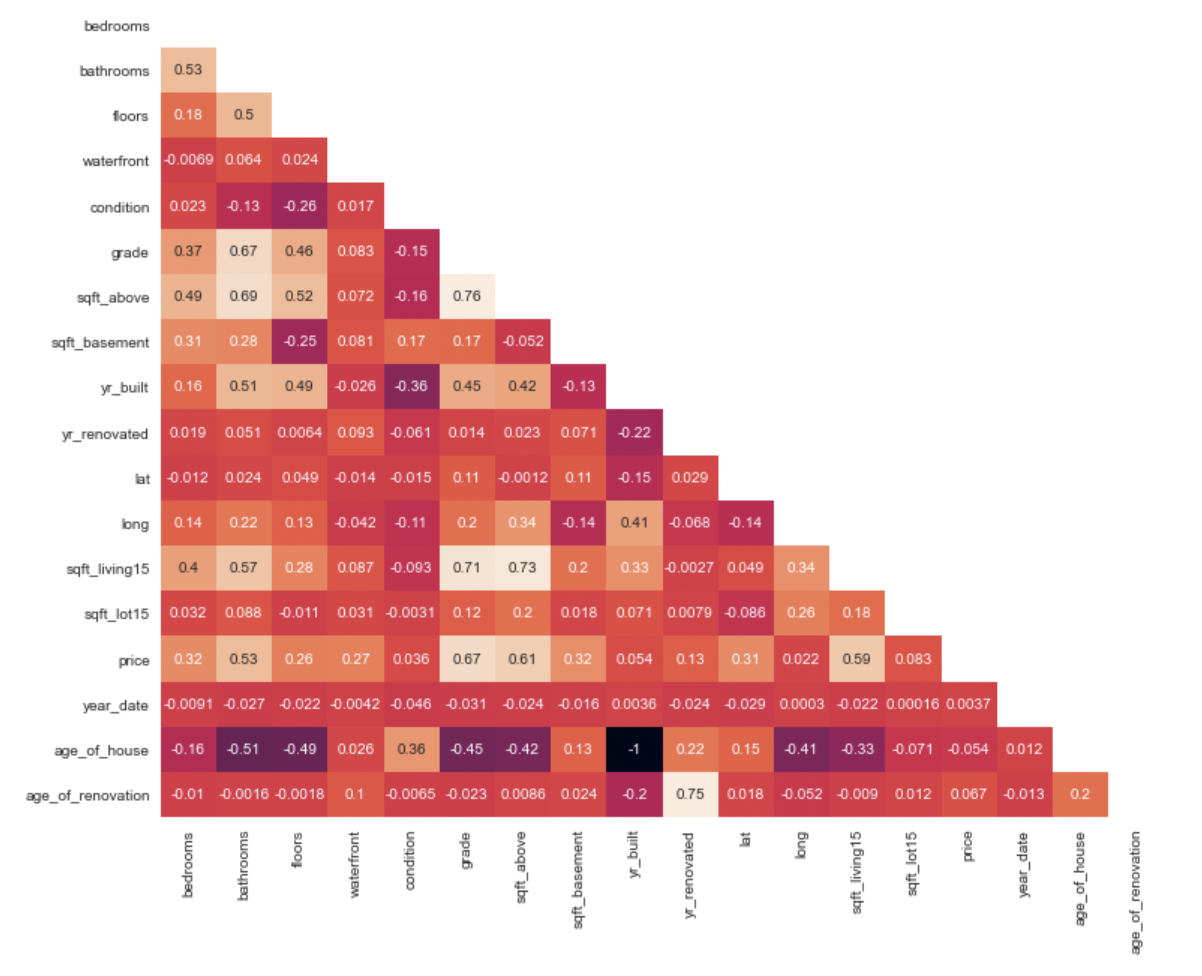 bedrooms
bathrooms 0.53
floors 0.18 0.5
waterfront -0.0069 0.064 0.024
condition 0.023 -0.13 -0.26 0.017
grade 0.37 0.67 0.46 0.083 -0.15
sqft_above 0.49 0.69 0.52 0.072 -0.16 0.76
sqft_basement 0.31 0.28 -0.25 0.081 0.17 0.17 -0.052
yr_built 0.16 0.51 0.49 -0.026 -0.36 0.45 0.42 -0.13
yr_renovated 0.019 0.051 0.0064 0.093 -0.061 0.014 0.023 0.071 -0.22
lat -0.012 0.024 0.049 -0.014 -0.015 0.11 -0.0012 0.11 -0.15 0.029
long 0.14 0.22 0.13 -0.042 -0.11 0.2 0.34 -0.14 0.41 -0.068 -0.14
sqft_living15 0.4 0.57 0.28 0.087 -0.093 0.71 0.73 0.2 0.33 -0.0027 0.049 0.34
sqft_lot15 0.032 0.088 -0.011 0.031 -0.0031 0.12 0.2 0.018 0.071 0.0079 -0.086 0.26 0.18
price 0.32 0.53 0.26 0.27 0.036 0.67 0.61 0.32 0.054 0.13 0.31 0.022 0.59 0.083
year_date -0.0091 -0.027 -0.022 -0.0042 -0.046 -0.031 -0.024 -0.016 0.0036 -0.024 -0.029 0.0003 -0.022 0.00016 0.0037
age_of_house -0.16 -0.51 -0.49 0.026 0.36 -0.45 -0.42 0.13 -1 0.22 0.15 -0.41 -0.33 -0.071 -0.054 0.012
age_of_renovation -0.01 -0.0016 -0.0018 0.1 -0.0065 -0.023 0.0086 0.024 -0.2 0.75 0.018 -0.052 -0.009 0.012 0.067 -0.013 0.2
bedrooms bathrooms floors waterfront condition grade sqft_above sqft_basement yr_built yr_renovated lat long sqft_living15 sqft_lot15 price year_date age_of_house age_of_renovation